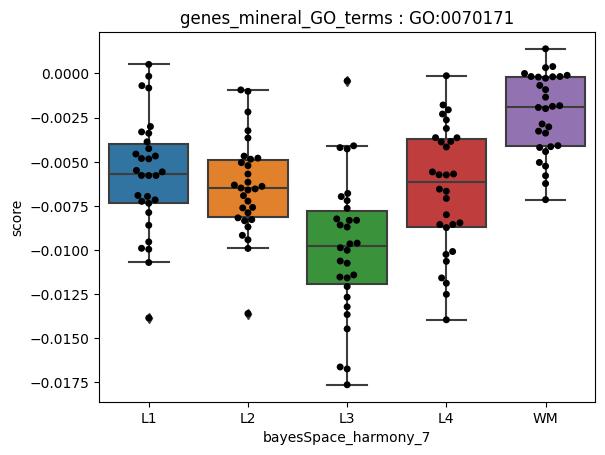 genes_mineral_GO_terms : GO:0070171
0.0000
−0.0025
−0.0050
−0.0075
−0.0100
−0.0125
−0.0150
−0.0175
score
L1 L2 L3 L4 WM
bayesSpace_harmony_7